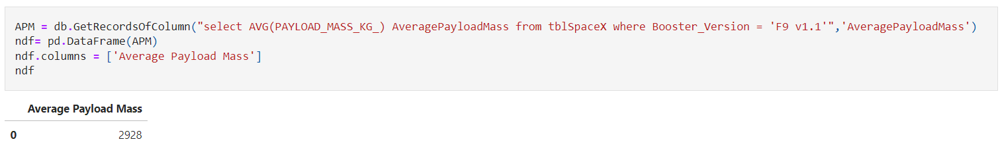 APM = db.GetRecordsOfColumn("select AVG(PAYLOAD_MASS_KG_) AveragePayloadMass from tblSpaceX where Booster_Version = 'F9 v1.1'",'AveragePayloadMass')
ndf= pd.DataFrame(APM)
ndf.columns = ['Average Payload Mass']
ndf
Average Payload Mass
0 2928